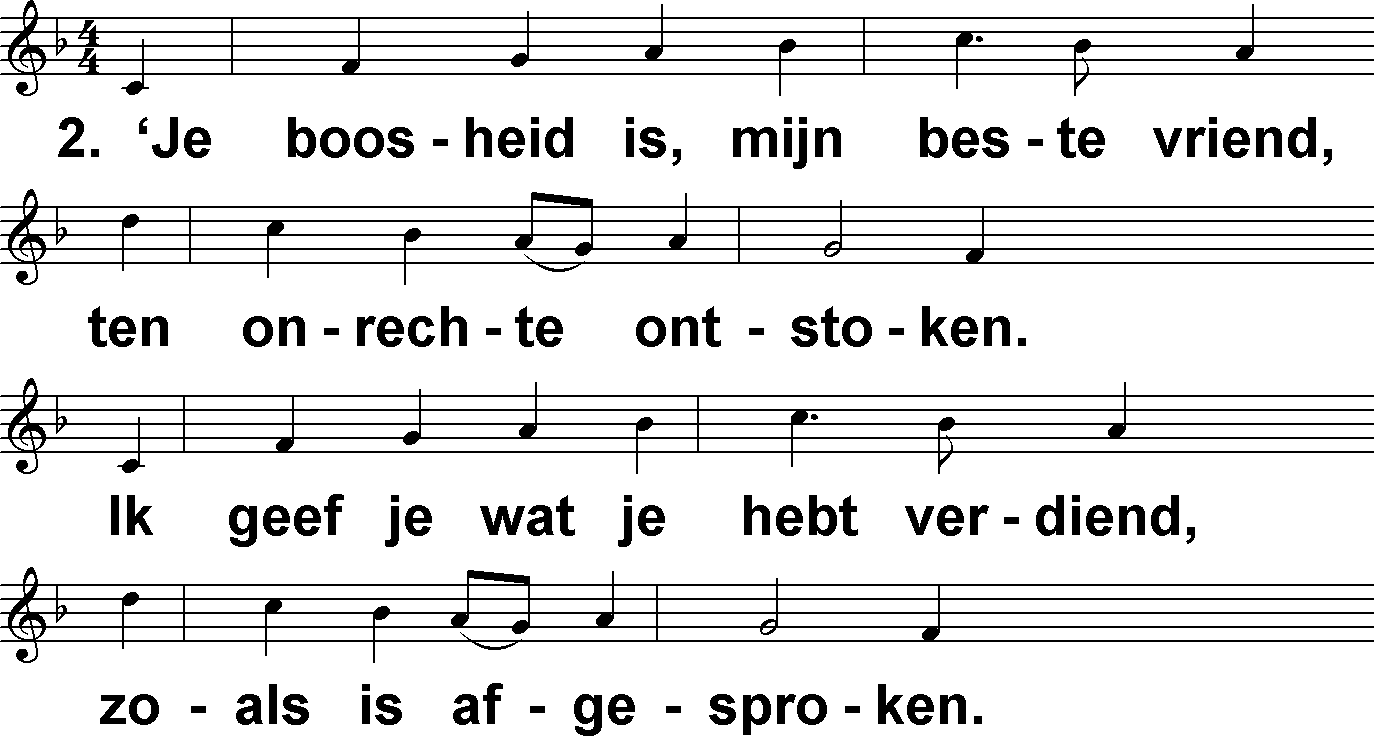 2. ‘Je boos - heid is, mijn bes - te vriend,
ten on - rech - te ont - sto - ken.
Ik geef je wat je hebt ver - diend,
zo - als is af - ge - spro - ken.